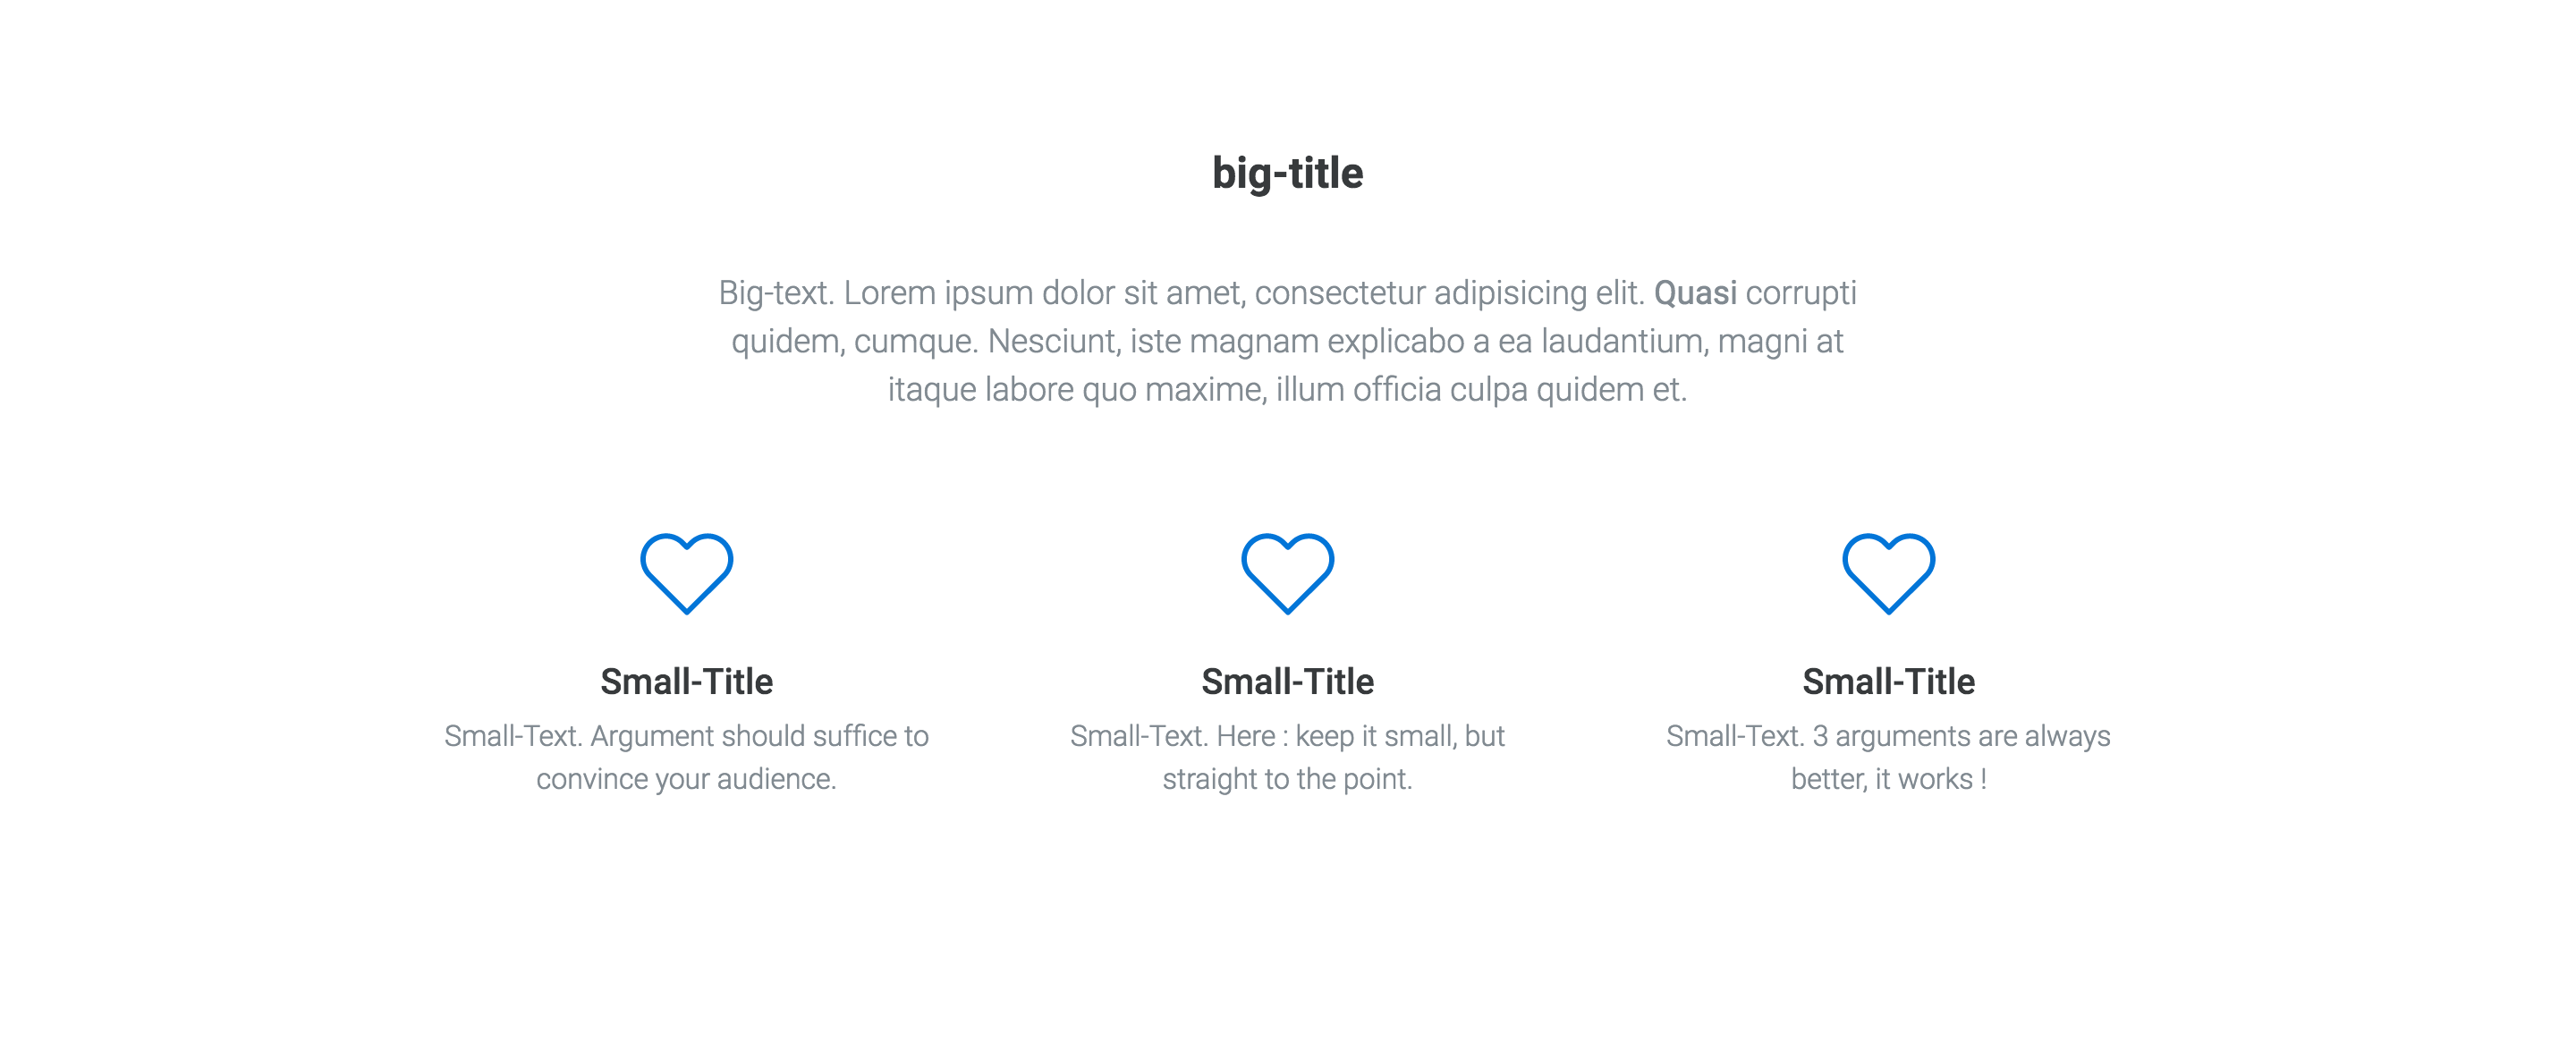 big-title
Big-text. Lorem ipsum dolor sit amet, consectetur adipisicing elit. Quasi corrupti
quidem, cumque. Nesciunt, iste magnam explicabo a ea laudantium, magni at
itaque labore quo maxime, illum officia culpa quidem et.
Small-Title
Small-Text. Argument should suffice to
convince your audience.
Small-Title
Small-Text. Here : keep it small, but
straight to the point.
Small-Title
Small-Text. 3 arguments are always
better, it works !